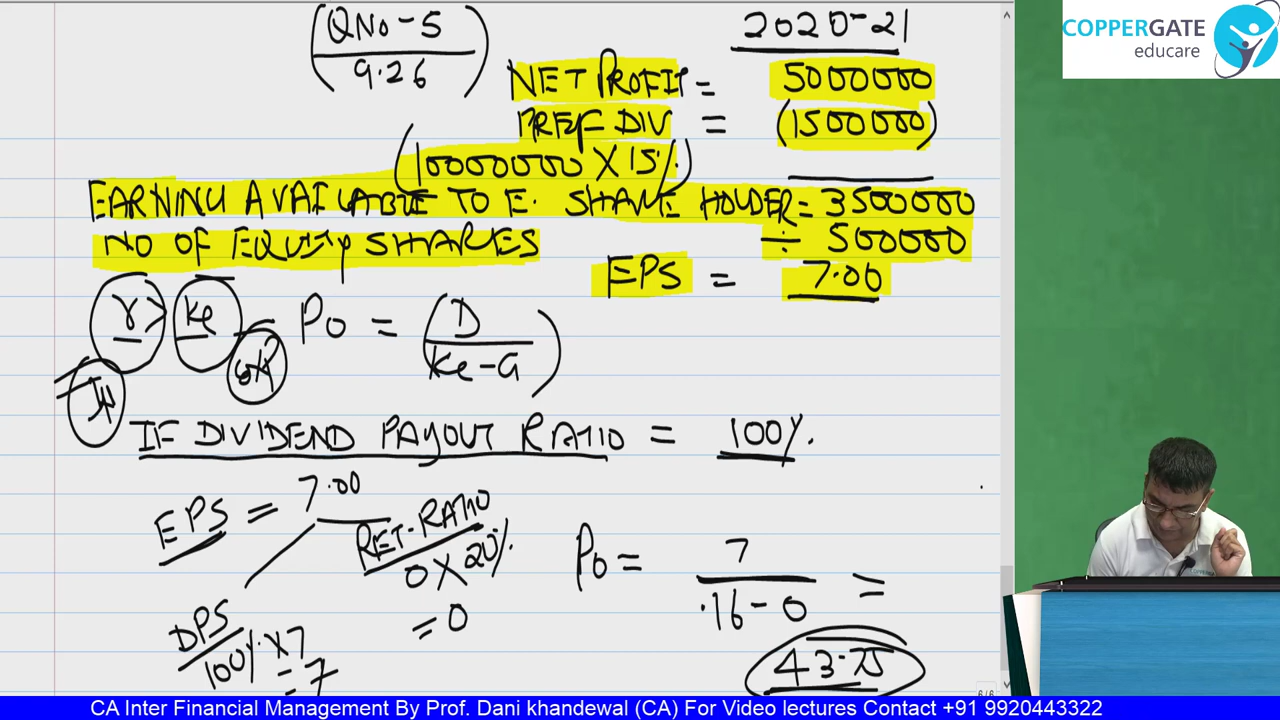 COPPERGATE
educare
QNo-5
9.26
2020-21
NET PROFIT = 5000000
PREF DIV = (1500000)
(10000000 X 15%)
EARNING AVAILABLE TO E. SHARE HOLDER = 3500000
NO OF EQUITY SHARES ÷ 500000
EPS = 7.00
r > Ke P0 = (D / Ke-G)
IF DIVIDEND PAYOUT RATIO = 100%.
EPS = 7.00
RET-RATIO
0 X 20%.
= 0
DPS
100% X 7
= 7
P0 = 7 / .16 - 0 =
43.75
6/6
CA Inter Financial Management By Prof. Dani khandewal (CA) For Video lectures Contact +91 9920443322